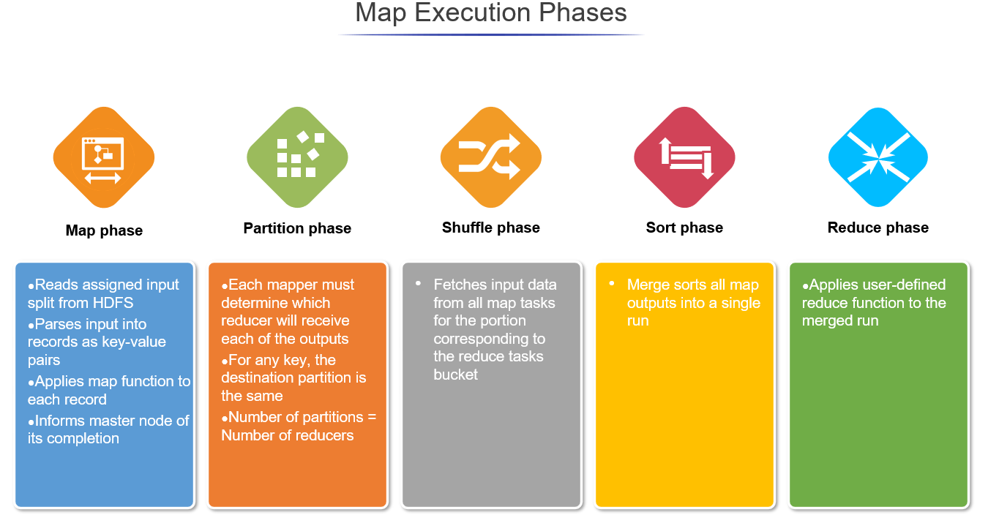 Map Execution Phases
Map phase
Partition phase
Shuffle phase
Sort phase
Reduce phase
•Reads assigned input
split from HDFS
•Parses input into
records as key-value
pairs
•Applies map function to
each record
•Informs master node of
its completion
•Each mapper must
determine which
reducer will receive
each of the outputs
•For any key, the
destination partition is
the same
•Number of partitions =
Number of reducers
• Fetches input data
from all map tasks
for the portion
corresponding to
the reduce tasks
bucket
• Merge sorts all map
outputs into a single
run
•Applies user-defined
reduce function to the
merged run